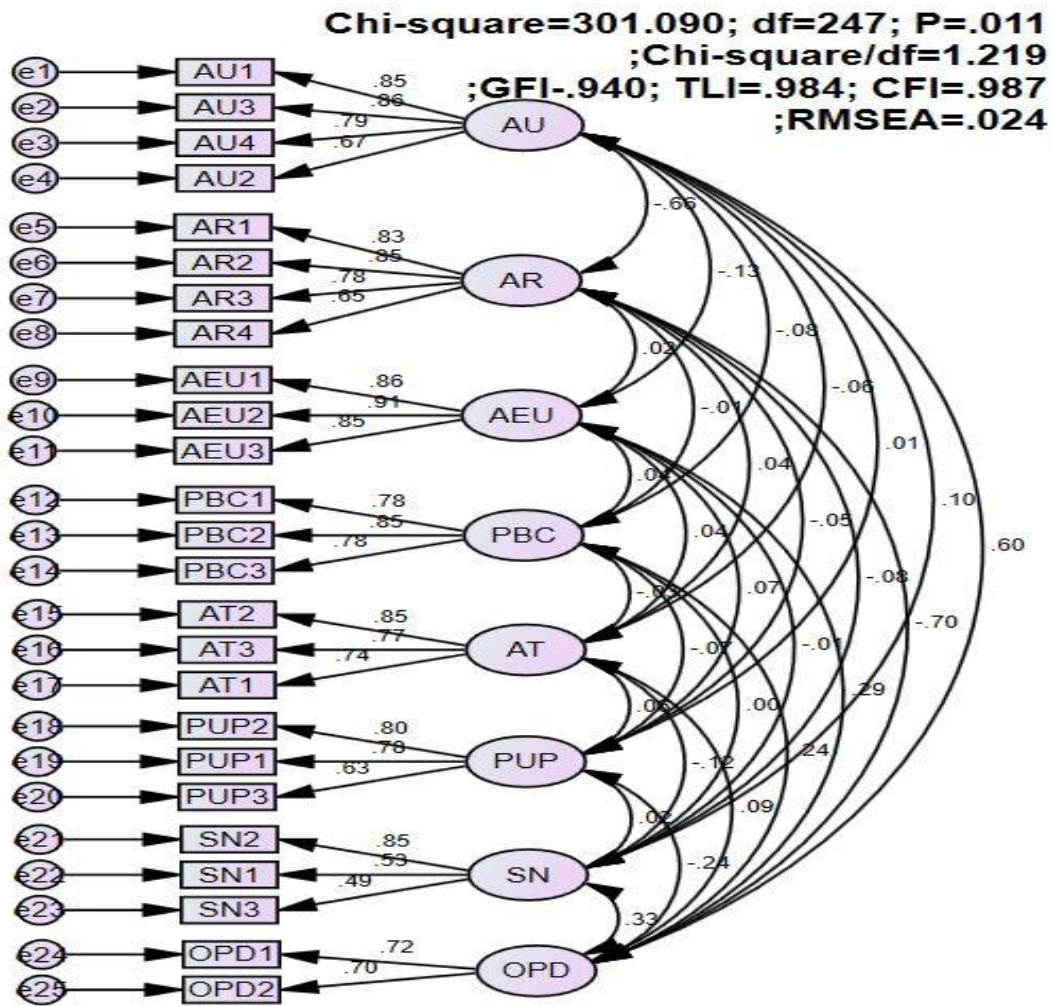 Chi-square=301.090; df=247; P=.011
;Chi-square/df=1.219
;GFI-.940; TLI=.984; CFI=.987
;RMSEA=.024
e1 AU1 .85
e2 AU3 .86
e3 AU4 .79
e4 AU2 .67
AU
e5 AR1 .83
e6 AR2 .85
e7 AR3 .78
e8 AR4 .65
AR
e9 AEU1 .86
e10 AEU2 .91
e11 AEU3 .85
AEU
e12 PBC1 .78
e13 PBC2 .85
e14 PBC3 .78
PBC
e15 AT2 .85
e16 AT3 .77
e17 AT1 .74
AT
e18 PUP2 .80
e19 PUP1 .78
e20 PUP3 .63
PUP
e21 SN2 .85
e22 SN1 .53
e23 SN3 .49
SN
e24 OPD1 .72
e25 OPD2 .70
OPD
-.66
-.13
-.08
-.06
.01
.10
.60
.02
-.01
.04
-.05
-.08
-.70
.04
.07
-.01
.29
-.07
.00
.24
-.12
.09
.02
-.24
.33